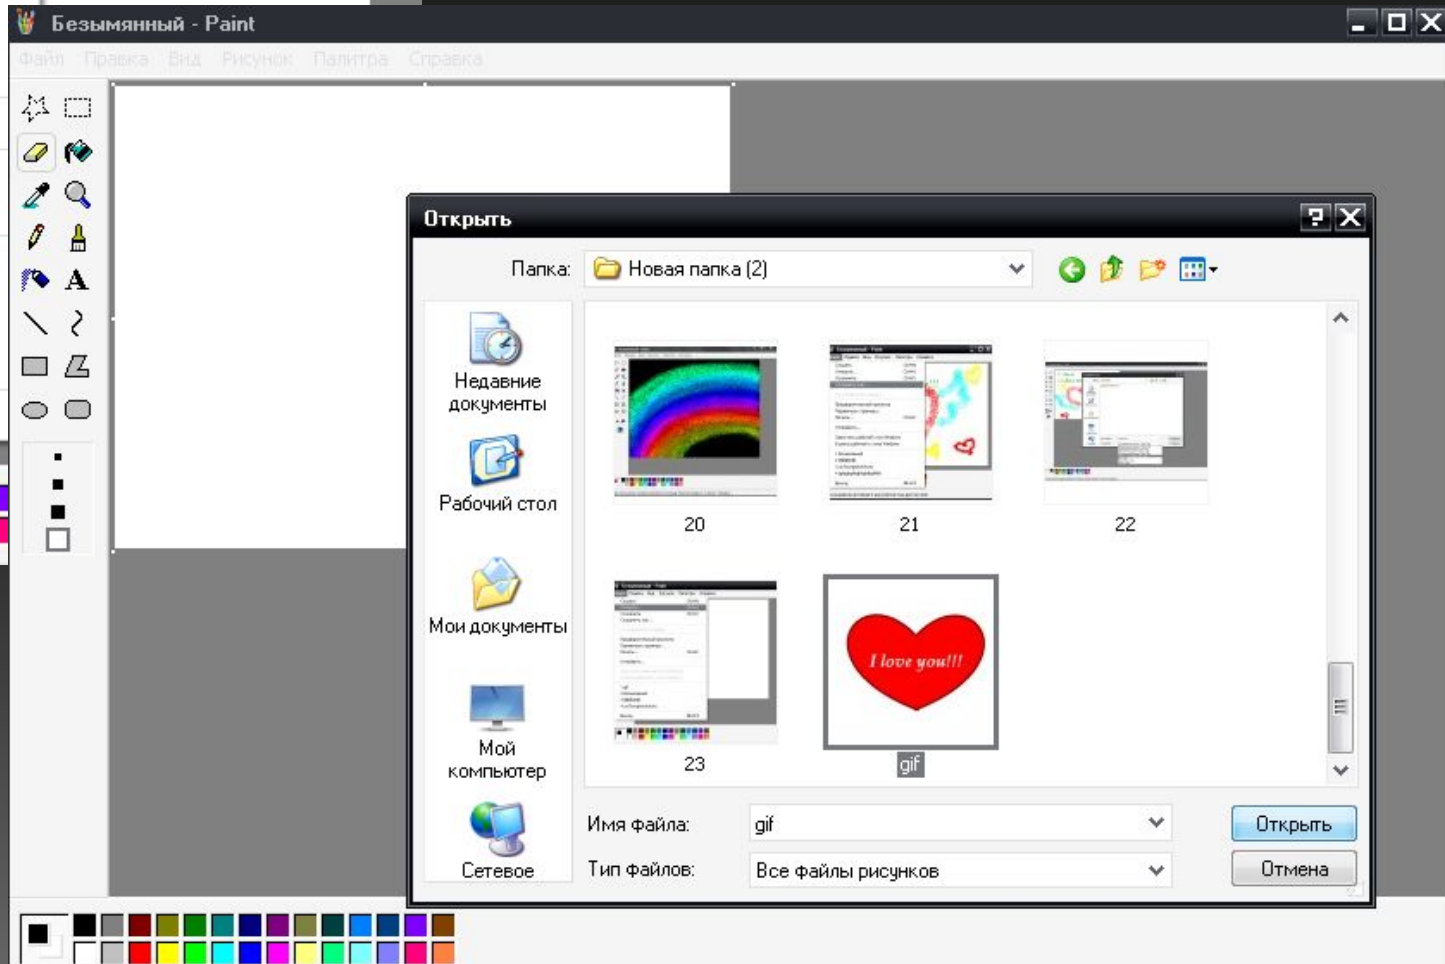 Безымянный - Paint
Файл Правка Вид Рисунок Палитра Справка
A
Открыть
Папка: Новая папка (2)
Недавние
документы
Рабочий стол
Мои документы
Мой
компьютер
Сетевое
20
21
22
23
I love you!!!
gif
Имя файла: gif
Открыть
Тип файлов: Все файлы рисунков
Отмена